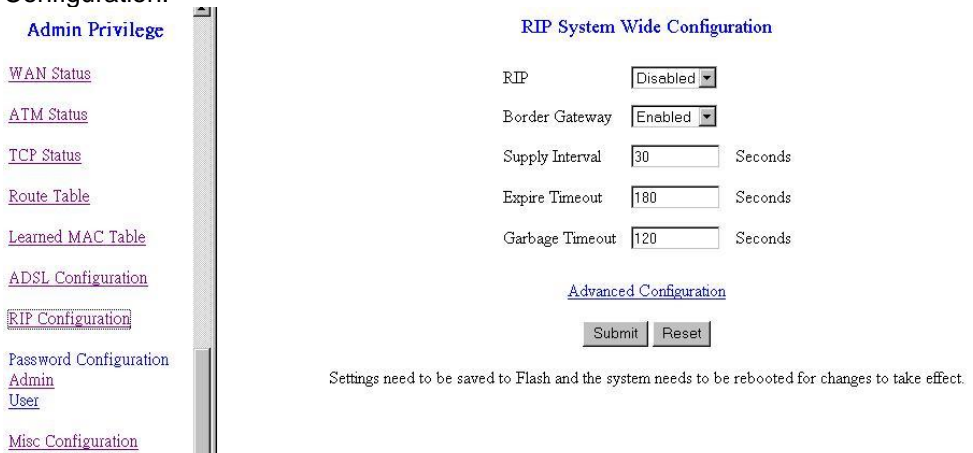 Configuration.
Admin Privilege
WAN Status
ATM Status
TCP Status
Route Table
Learned MAC Table
ADSL Configuration
RIP Configuration
Password Configuration
Admin
User
Misc Configuration
RIP System Wide Configuration
RIP Disabled
Border Gateway Enabled
Supply Interval 30 Seconds
Expire Timeout 180 Seconds
Garbage Timeout 120 Seconds
Advanced Configuration
Submit Reset
Settings need to be saved to Flash and the system needs to be rebooted for changes to take effect.